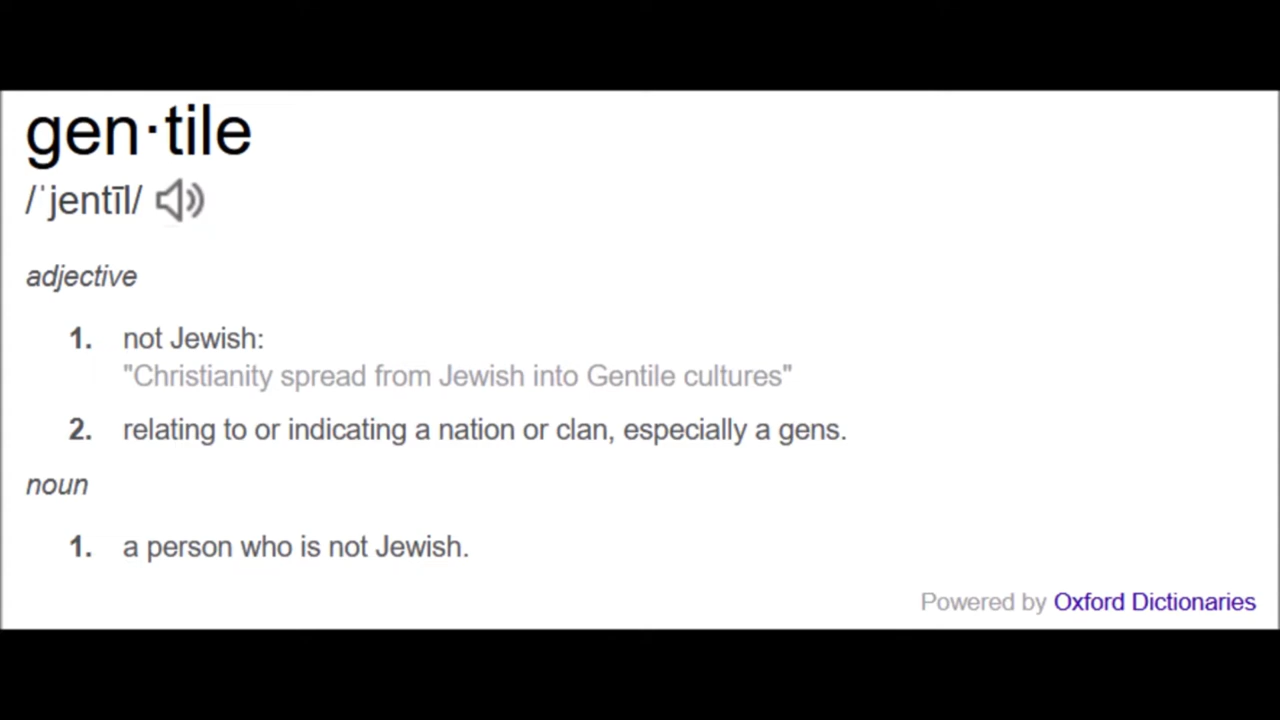 gen·tile
/ˈjentīl/
adjective
1. not Jewish:
"Christianity spread from Jewish into Gentile cultures"
2. relating to or indicating a nation or clan, especially a gens.
noun
1. a person who is not Jewish.
Powered by Oxford Dictionaries